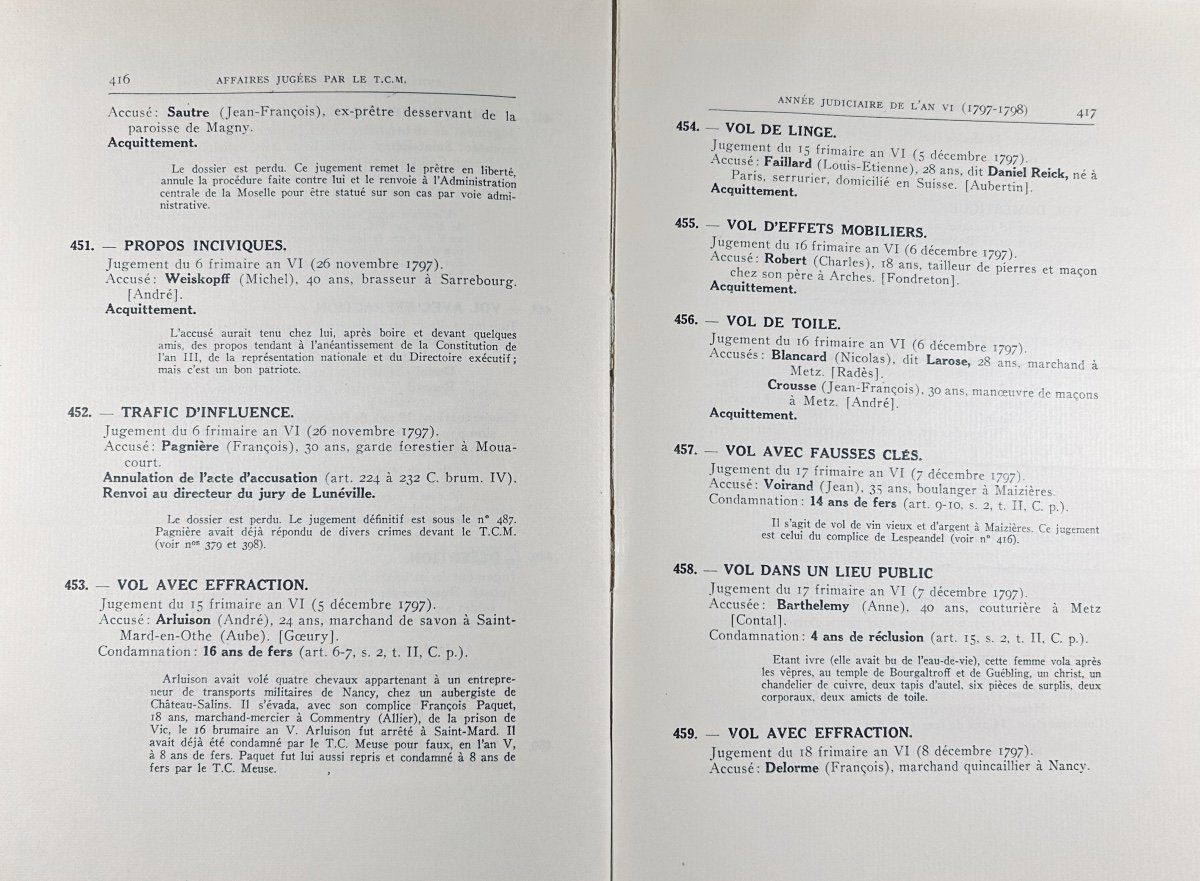 416 AFFAIRES JUGÉES PAR LE T.C.M.
Accusé : Sautre (Jean-François), ex-prêtre desservant de la
paroisse de Magny.
Acquittement.
Le dossier est perdu. Ce jugement remet le prêtre en liberté,
annule la procédure faite contre lui et le renvoie à l'Administration
centrale de la Moselle pour être statué sur son cas par voie admi-
nistrative.
451. — PROPOS INCIVIQUES.
Jugement du 6 frimaire an VI (26 novembre 1797).
Accusé : Weiskopff (Michel), 40 ans, brasseur à Sarrebourg.
[André].
Acquittement.
L'accusé aurait tenu chez lui, après boire et devant quelques
amis, des propos tendant à l'anéantissement de la Constitution de
l'an III, de la représentation nationale et du Directoire exécutif ;
mais c'est un bon patriote.
452. — TRAFIC D'INFLUENCE.
Jugement du 6 frimaire an VI (26 novembre 1797).
Accusé : Pagnière (François), 30 ans, garde forestier à Moua-
court.
Annulation de l'acte d'accusation (art. 224 à 232 C. brum. IV).
Renvoi au directeur du jury de Lunéville.
Le dossier est perdu. Le jugement définitif est sous le n° 487.
Pagnière avait déjà répondu de divers crimes devant le T.C.M
(voir nos 379 et 398).
453. — VOL AVEC EFFRACTION.
Jugement du 15 frimaire an VI (5 décembre 1797).
Accusé : Arluison (André), 24 ans, marchand de savon à Saint-
Mard-en-Othe (Aube). [Gœury].
Condamnation : 16 ans de fers (art. 6-7, s. 2, t. II, C. p.).
Arluison avait volé quatre chevaux appartenant à un entrepre-
neur de transports militaires de Nancy, chez un aubergiste de
Château-Salins. Il s'évada, avec son complice François Paquet,
18 ans, marchand-mercier à Commentry (Allier), de la prison de
Vic, le 16 brumaire an V. Arluison fut arrêté à Saint-Mard. Il
avait déjà été condamné par le T.C. Meuse pour faux, en l'an V,
à 8 ans de fers. Paquet fut lui aussi repris et condamné à 8 ans de
fers par le T.C. Meuse.
ANNÉE JUDICIAIRE DE L'AN VI (1797-1798) 417
454. — VOL DE LINGE.
Jugement du 15 frimaire an VI (5 décembre 1797).
Accusé : Faillard (Louis-Etienne), 28 ans, dit Daniel Reick, né à
Paris, serrurier, domicilié en Suisse. [Aubertin].
Acquittement.
455. — VOL D'EFFETS MOBILIERS.
Jugement du 16 frimaire an VI (6 décembre 1797).
Accusé : Robert (Charles), 18 ans, tailleur de pierres et maçon
chez son père à Arches. [Fondreton].
Acquittement.
456. — VOL DE TOILE.
Jugement du 16 frimaire an VI (6 décembre 1797).
Accusés : Blancard (Nicolas), dit Larose, 28 ans, marchand à
Metz. [Radès].
Crousse (Jean-François), 30 ans, manœuvre de maçons
à Metz. [André].
Acquittement.
457. — VOL AVEC FAUSSES CLÉS.
Jugement du 17 frimaire an VI (7 décembre 1797).
Accusé : Voirand (Jean), 35 ans, boulanger à Maizières.
Condamnation : 14 ans de fers (art. 9-10, s. 2, t. II, C. p.).
Il s'agit de vol de vin vieux et d'argent à Maizières. Ce jugement
est celui du complice de Lespeandel (voir n° 416).
458. — VOL DANS UN LIEU PUBLIC
Jugement du 17 frimaire an VI (7 décembre 1797).
Accusée : Barthelemy (Anne), 40 ans, couturière à Metz
[Contal].
Condamnation : 4 ans de réclusion (art. 15, s. 2, t. II, C. p.).
Etant ivre (elle avait bu de l'eau-de-vie), cette femme vola après
les vêpres, au temple de Bourgaltroff et de Guébling, un christ, un
chandelier de cuivre, deux tapis d'autel, six pièces de surplis, deux
corporaux, deux amicts de toile.
459. — VOL AVEC EFFRACTION.
Jugement du 18 frimaire an VI (8 décembre 1797).
Accusé : Delorme (François), marchand quincaillier à Nancy.